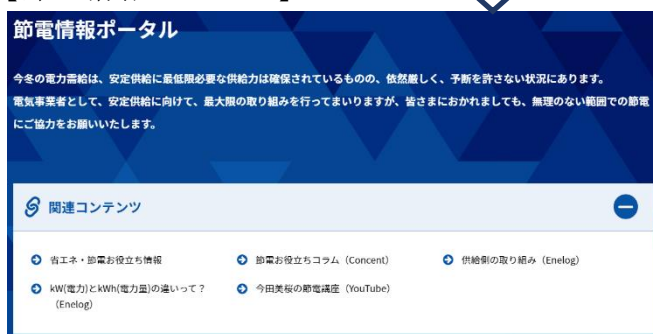 節電情報ポータル
今冬の電力需給は、安定供給に最低限必要な供給力は確保されているものの、依然厳しく、予断を許さない状況にあります。
電気事業者として、安定供給に向けて、最大限の取り組みを行ってまいりますが、皆さまにおかれましても、無理のない範囲での節電
にご協力をお願いいたします。
関連コンテンツ
省エネ・節電お役立ち情報
節電お役立ちコラム（Concent）
供給側の取り組み（Enelog）
kW(電力)とkWh(電力量)の違いって？
（Enelog）
今田美桜の節電講座（YouTube）